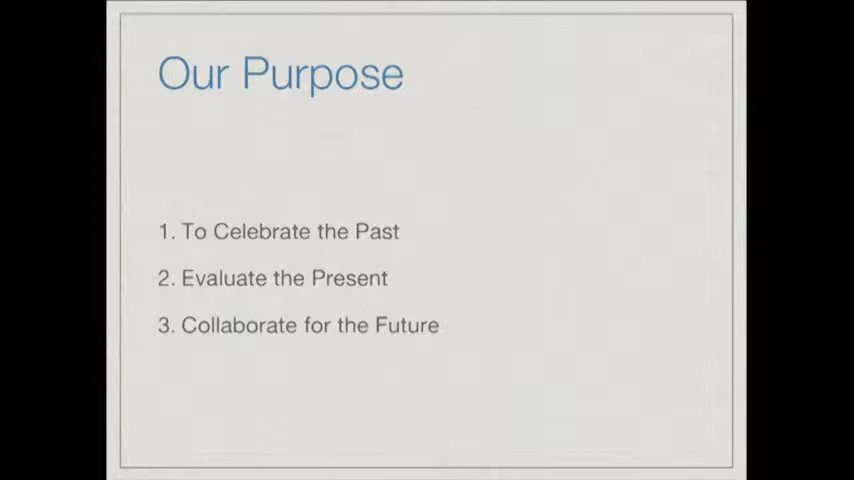 Our Purpose
1. To Celebrate the Past
2. Evaluate the Present
3. Collaborate for the Future